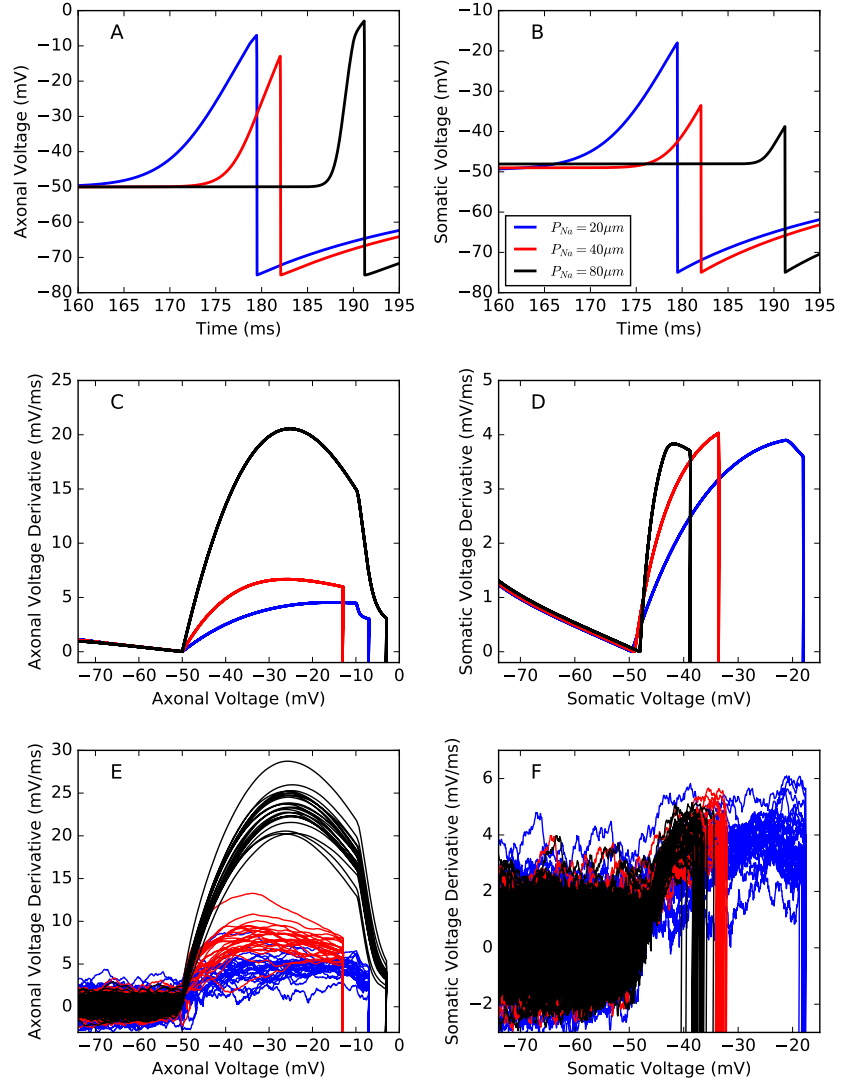 A
0
−10
−20
−30
−40
−50
−60
−70
−80
Axonal Voltage (mV)
160 165 170 175 180 185 190 195
Time (ms)
B
−10
−20
−30
−40
−50
−60
−70
−80
Somatic Voltage (mV)
P_{Na} = 20μm
P_{Na} = 40μm
P_{Na} = 80μm
160 165 170 175 180 185 190 195
Time (ms)
C
25
20
15
10
5
0
Axonal Voltage Derivative (mV/ms)
−70 −60 −50 −40 −30 −20 −10 0
Axonal Voltage (mV)
D
5
4
3
2
1
0
Somatic Voltage Derivative (mV/ms)
−70 −60 −50 −40 −30 −20
Somatic Voltage (mV)
E
30
25
20
15
10
5
0
Axonal Voltage Derivative (mV/ms)
−70 −60 −50 −40 −30 −20 −10 0
Axonal Voltage (mV)
F
6
4
2
0
−2
Somatic Voltage Derivative (mV/ms)
−70 −60 −50 −40 −30 −20
Somatic Voltage (mV)